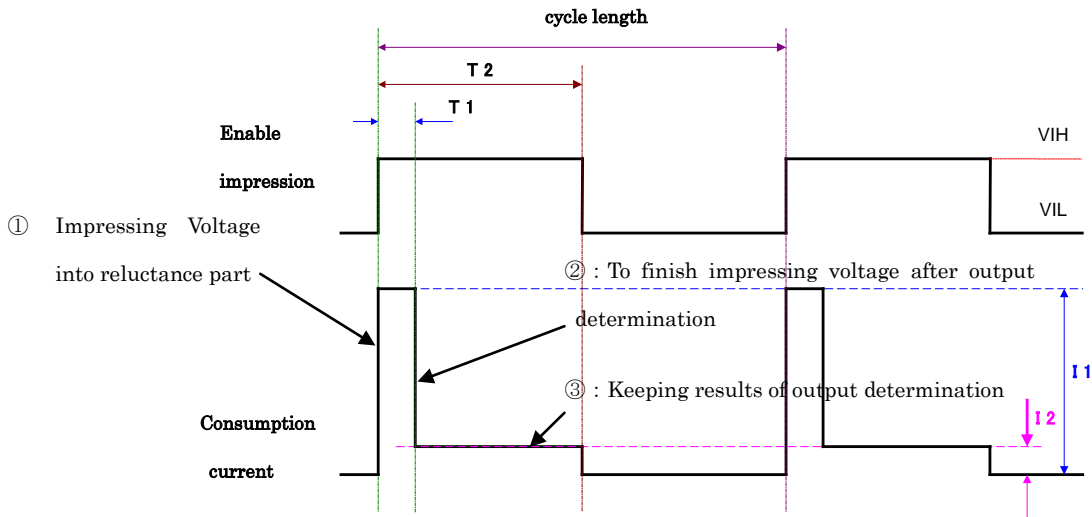 cycle length
T 2
T 1
Enable
impression
VIH
VIL
① Impressing Voltage
into reluctance part
② : To finish impressing voltage after output
determination
③ : Keeping results of output determination
I 1
I 2
Consumption
current